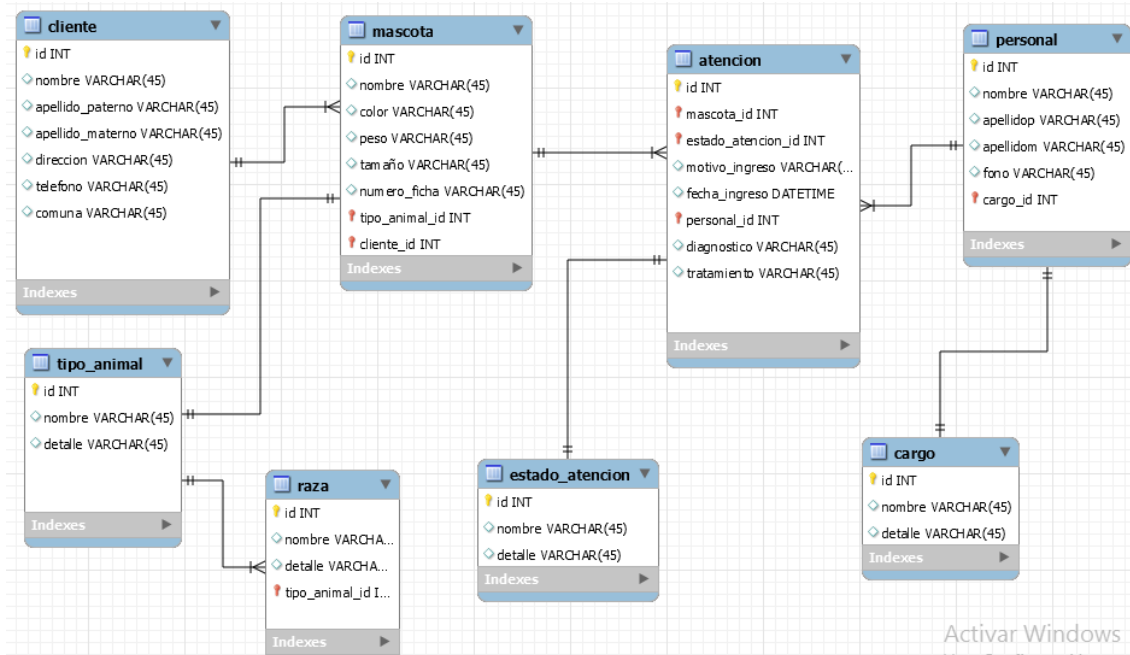 cliente
id INT
nombre VARCHAR(45)
apellido_paterno VARCHAR(45)
apellido_materno VARCHAR(45)
direccion VARCHAR(45)
telefono VARCHAR(45)
comuna VARCHAR(45)
Indexes
mascota
id INT
nombre VARCHAR(45)
color VARCHAR(45)
peso VARCHAR(45)
tamaño VARCHAR(45)
numero_ficha VARCHAR(45)
tipo_animal_id INT
cliente_id INT
Indexes
atencion
id INT
mascota_id INT
estado_atencion_id INT
motivo_ingreso VARCHAR(...
fecha_ingreso DATETIME
personal_id INT
diagnostico VARCHAR(45)
tratamiento VARCHAR(45)
Indexes
personal
id INT
nombre VARCHAR(45)
apellidop VARCHAR(45)
apellidom VARCHAR(45)
fono VARCHAR(45)
cargo_id INT
Indexes
tipo_animal
id INT
nombre VARCHAR(45)
detalle VARCHAR(45)
Indexes
raza
id INT
nombre VARCHA...
detalle VARCHA...
tipo_animal_id I...
Indexes
estado_atencion
id INT
nombre VARCHAR(45)
detalle VARCHAR(45)
Indexes
cargo
id INT
nombre VARCHAR(45)
detalle VARCHAR(45)
Indexes
Activar Windows